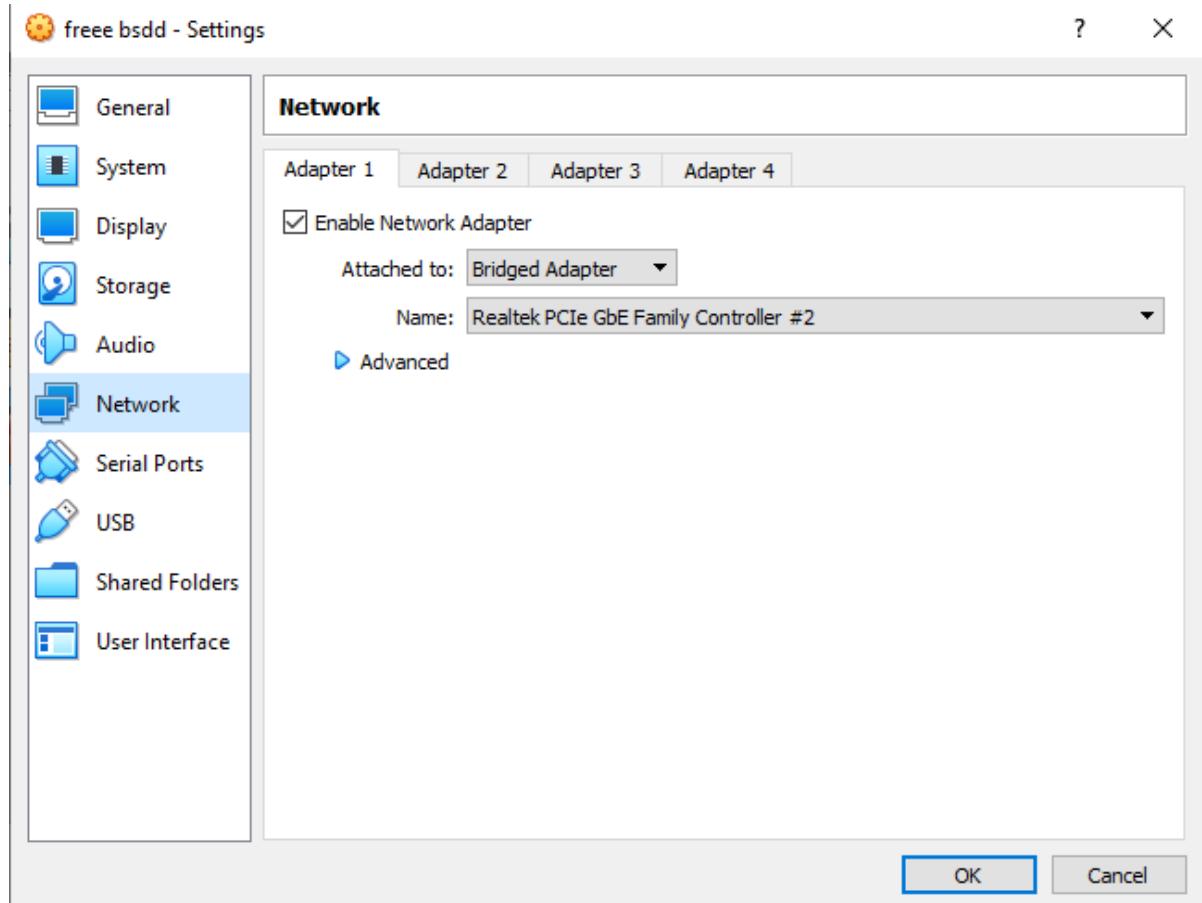 freee bsdd - Settings
?
General
System
Display
Storage
Audio
Network
Serial Ports
USB
Shared Folders
User Interface
Network
Adapter 1 Adapter 2 Adapter 3 Adapter 4
Enable Network Adapter
Attached to: Bridged Adapter
Name: Realtek PCIe GbE Family Controller #2
Advanced
OK Cancel